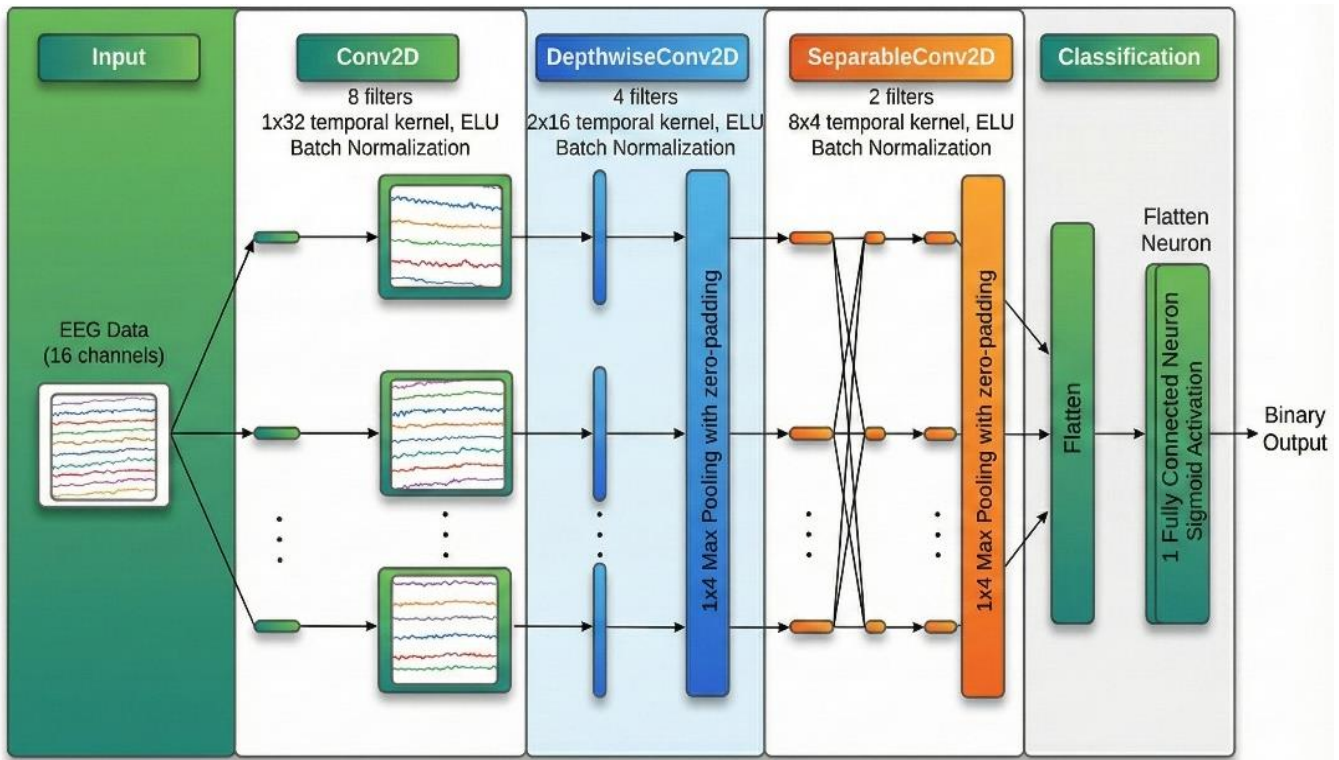 Input
EEG Data
(16 channels)
Conv2D
8 filters
1x32 temporal kernel, ELU
Batch Normalization
DepthwiseConv2D
4 filters
2x16 temporal kernel, ELU
Batch Normalization
1x4 Max Pooling with zero-padding
SeparableConv2D
2 filters
8x4 temporal kernel, ELU
Batch Normalization
1x4 Max Pooling with zero-padding
Classification
Flatten
Flatten
Neuron
1 Fully Connected Neuron
Sigmoid Activation
Binary
Output